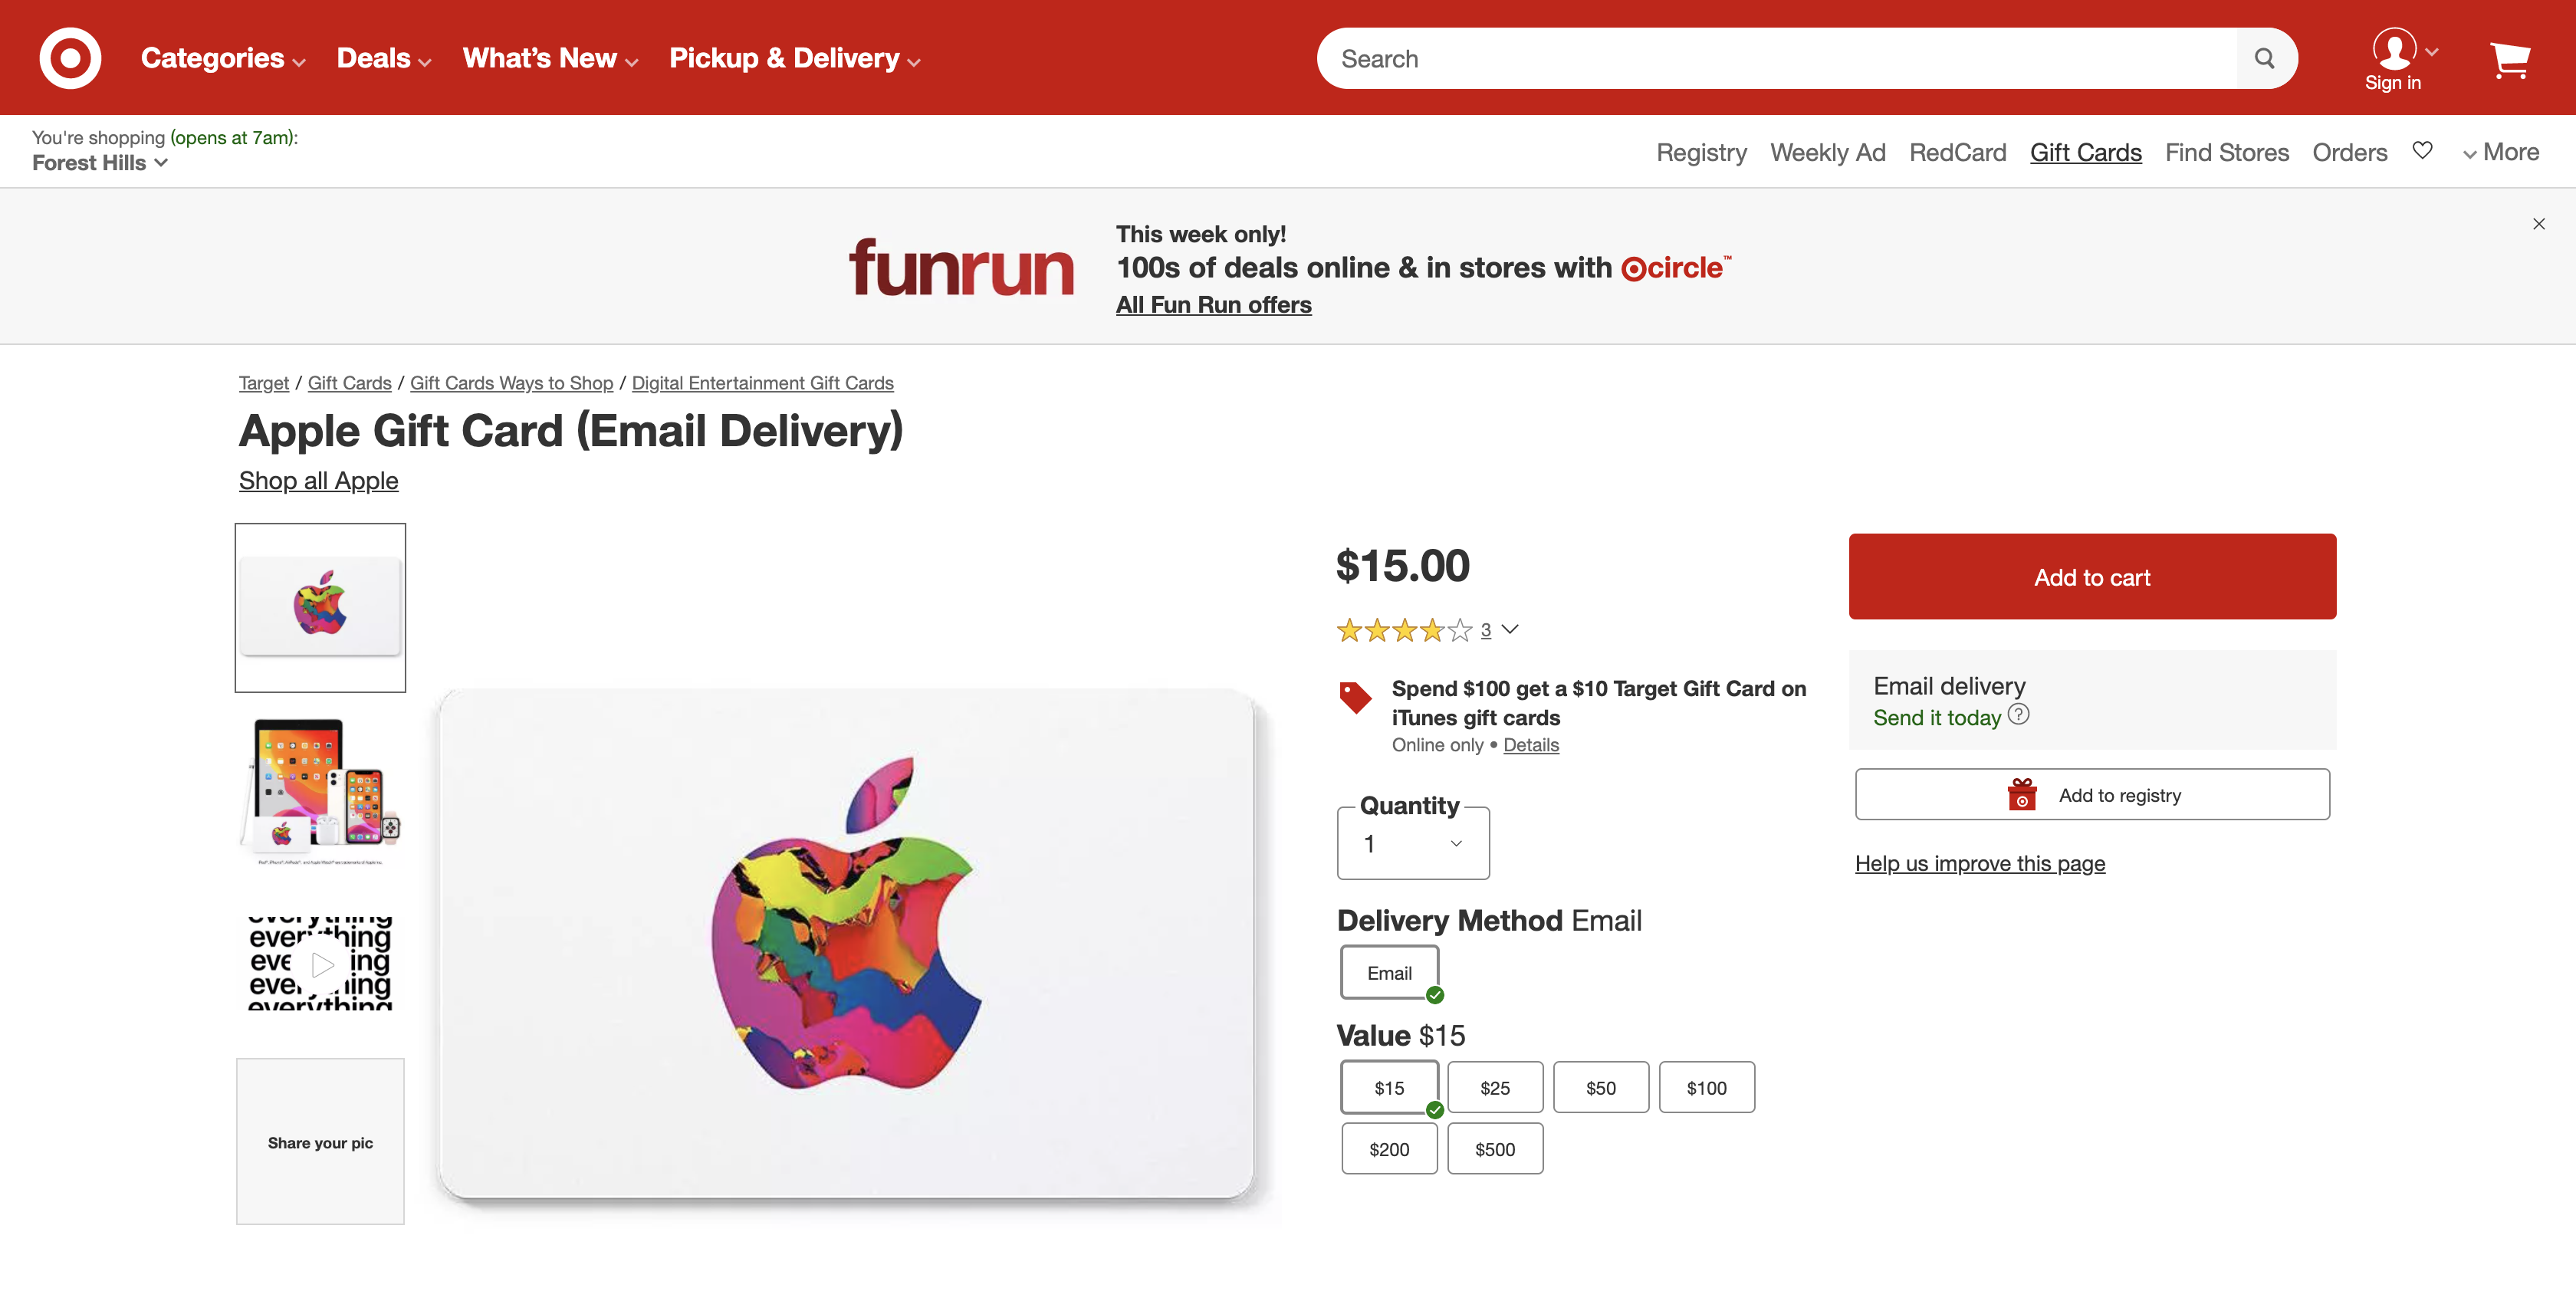 Categories
Deals
What's New
Pickup & Delivery
Search
Sign in
You're shopping (opens at 7am):
Forest Hills
Registry
Weekly Ad
RedCard
Gift Cards
Find Stores
Orders
More
funrun
This week only!
100s of deals online & in stores with circle™
All Fun Run offers
Target / Gift Cards / Gift Cards Ways to Shop / Digital Entertainment Gift Cards
Apple Gift Card (Email Delivery)
Shop all Apple
everything
everything
everything
Share your pic
$15.00
3
Spend $100 get a $10 Target Gift Card on
iTunes gift cards
Online only • Details
Quantity
1
Delivery Method Email
Email
Value $15
$15
$25
$50
$100
$200
$500
Add to cart
Email delivery
Send it today
Add to registry
Help us improve this page